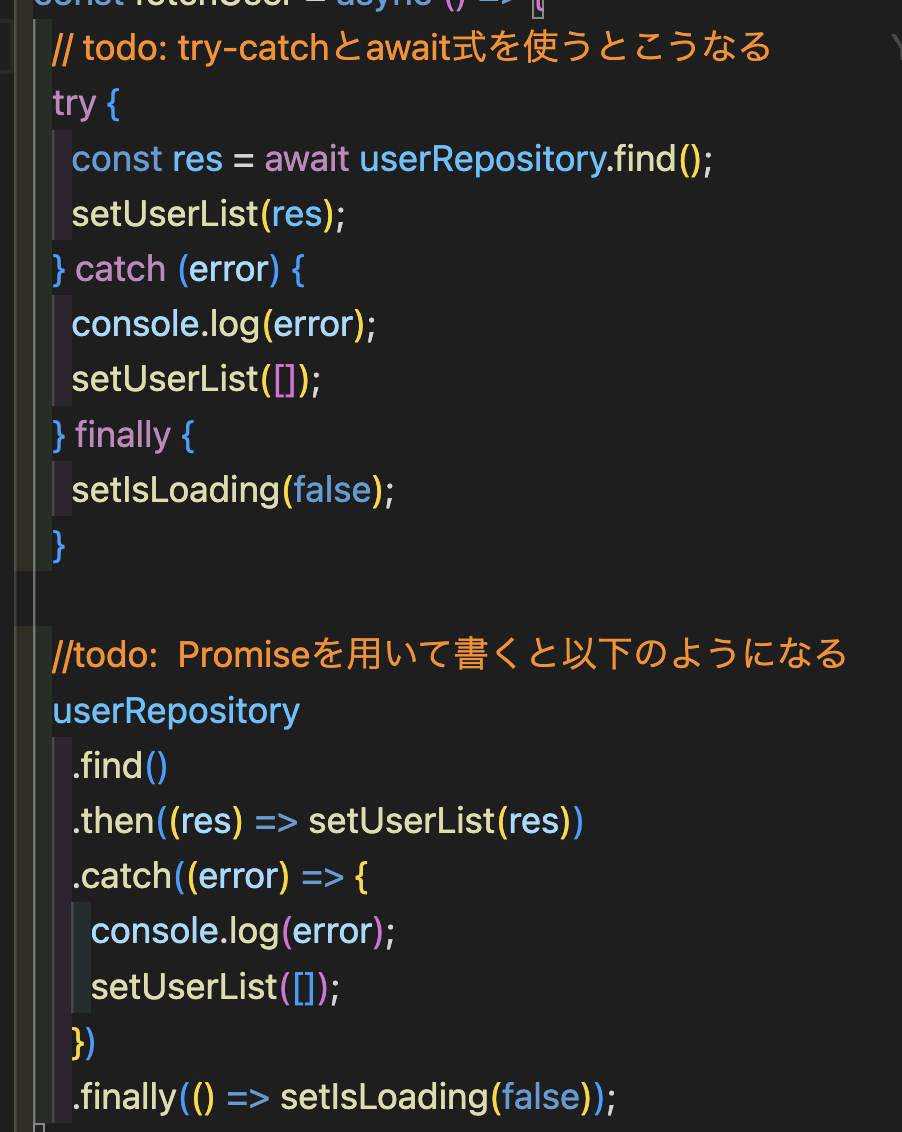 const fetchUser = async () => {
// todo: try-catchとawait式を使うとこうなる
try {
const res = await userRepository.find();
setUserList(res);
} catch (error) {
console.log(error);
setUserList([]);
} finally {
setIsLoading(false);
}
//todo:  Promiseを用いて書くと以下のようになる
userRepository
.find()
.then((res) => setUserList(res))
.catch((error) => {
console.log(error);
setUserList([]);
})
.finally(() => setIsLoading(false));